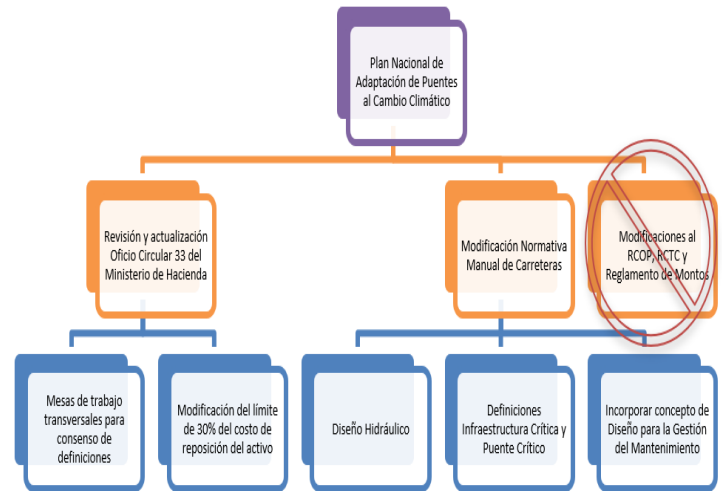 Plan Nacional de
Adaptación de Puentes
al Cambio Climático
Revisión y actualización
Oficio Circular 33 del
Ministerio de Hacienda
Modificación Normativa
Manual de Carreteras
Modificaciones al
RCOP, RCTC y
Reglamento de Montos
Mesas de trabajo
transversales para
consenso de
definiciones
Modificación del límite
de 30% del costo de
reposición del activo
Diseño Hidráulico
Definiciones
Infraestructura Crítica y
Puente Crítico
Incorporar concepto de
Diseño para la Gestión
del Mantenimiento